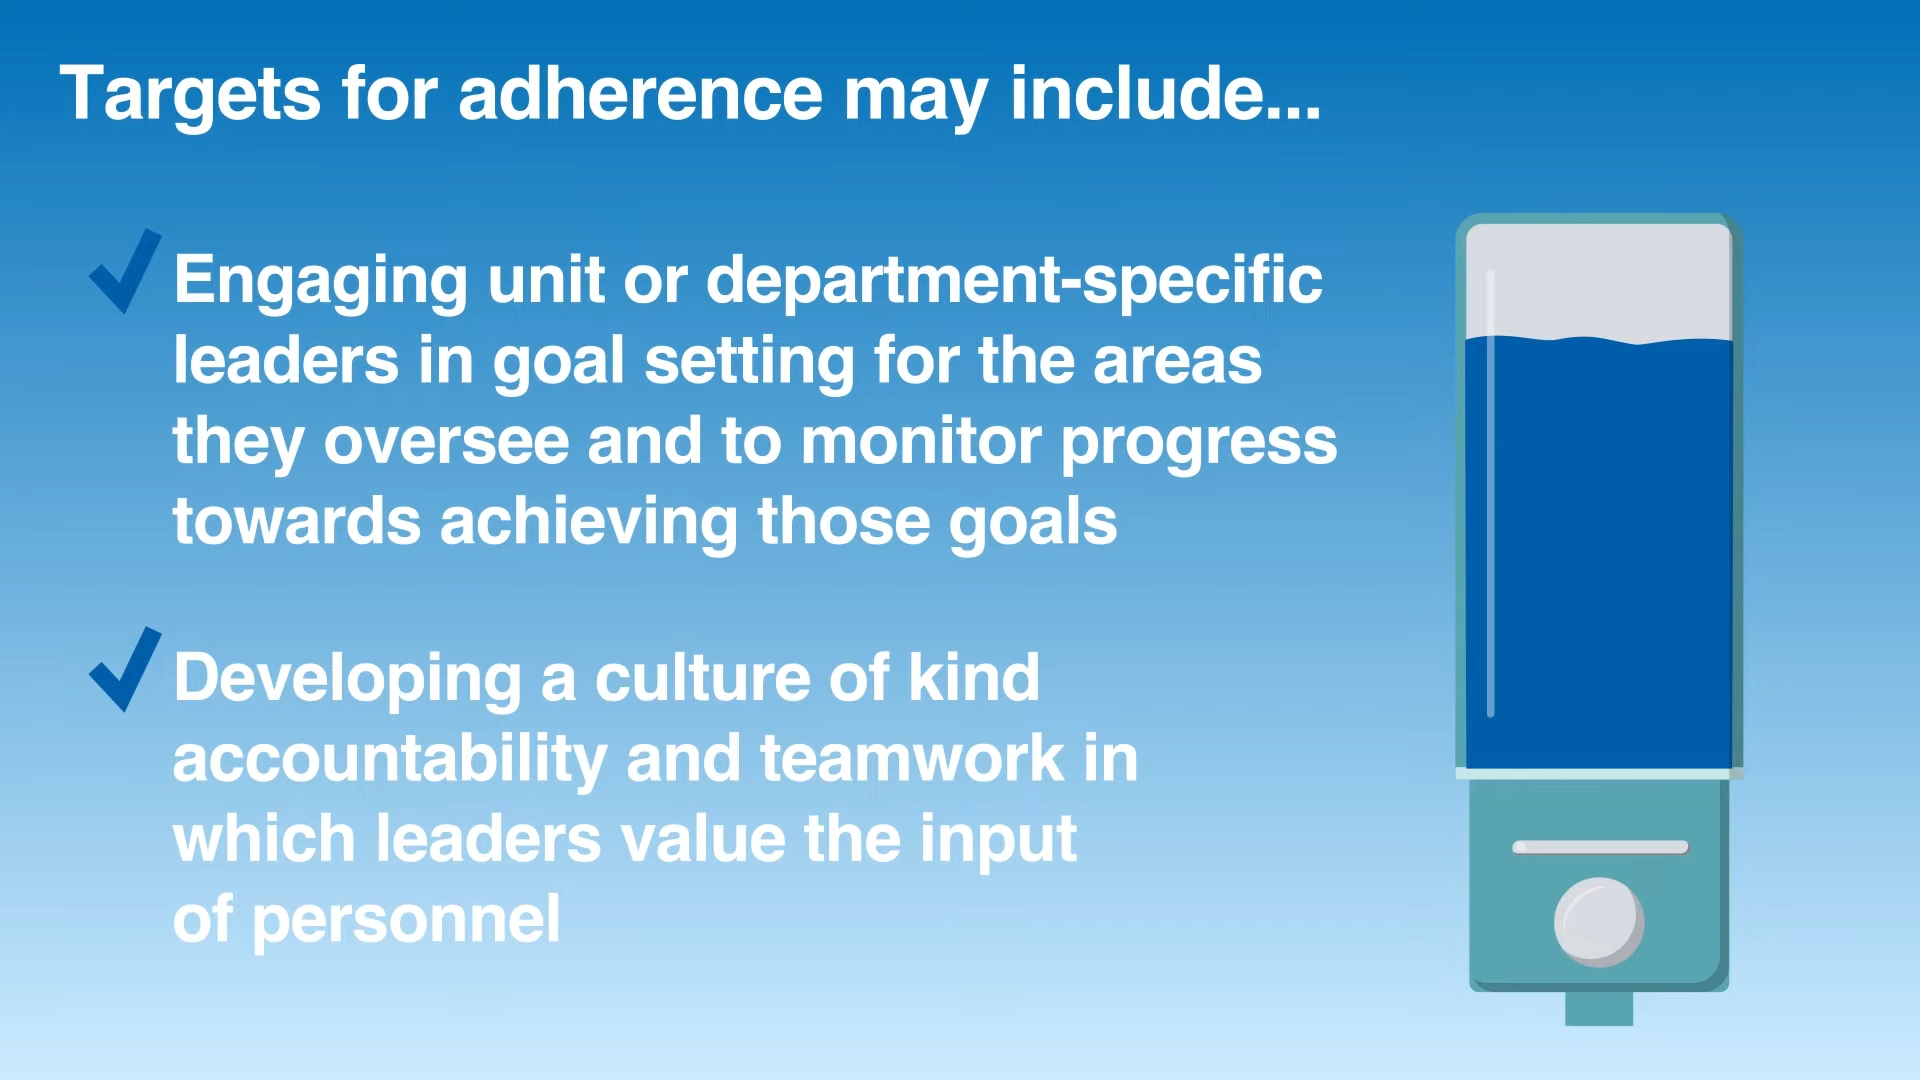 Targets for adherence may include...
Engaging unit or department-specific
leaders in goal setting for the areas
they oversee and to monitor progress
towards achieving those goals
Developing a culture of kind
accountability and teamwork in
which leaders value the input
of personnel